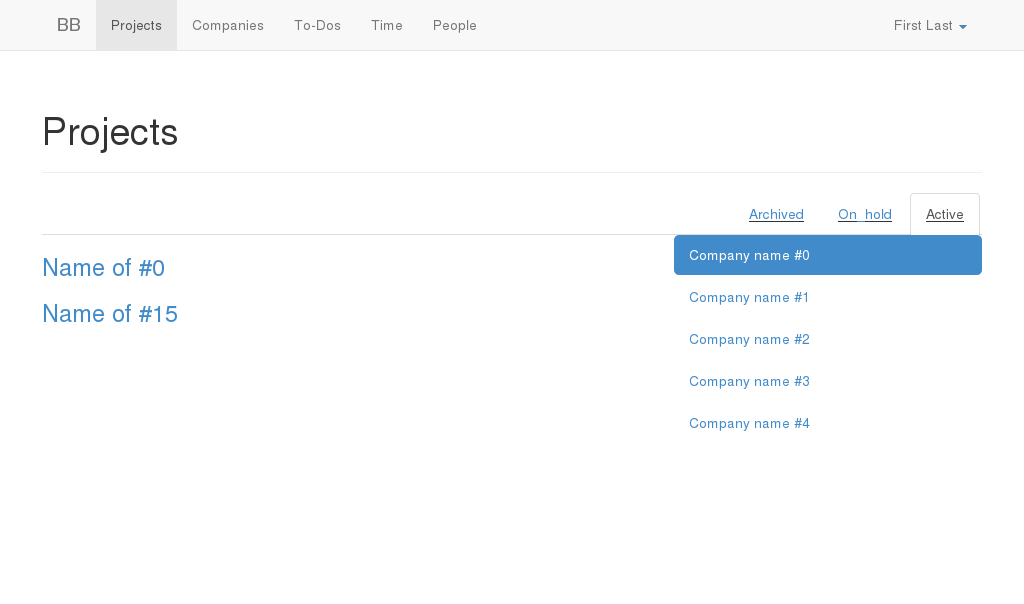 BB Projects Companies To-Dos Time People First Last
Projects
Archived On_hold Active
Name of #0
Name of #15
Company name #0
Company name #1
Company name #2
Company name #3
Company name #4